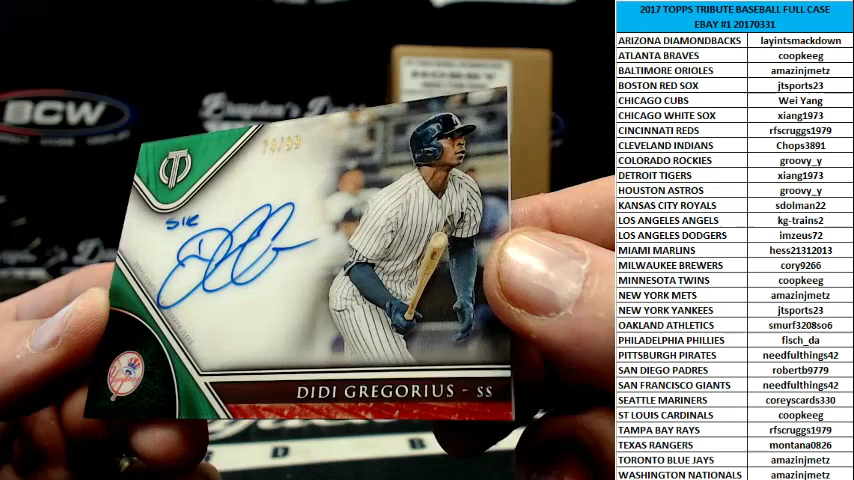 BCW
Brayden's
HOBBY
74/99
SIR
DIDI GREGORIUS - SS
2017 TOPPS TRIBUTE BASEBALL FULL CASE
EBAY #1 20170331
ARIZONA DIAMONDBACKS layintsmackdown
ATLANTA BRAVES coopkeeg
BALTIMORE ORIOLES amazinjmetz
BOSTON RED SOX jtsports23
CHICAGO CUBS Wei Yang
CHICAGO WHITE SOX xiang1973
CINCINNATI REDS rfscruggs1979
CLEVELAND INDIANS Chops3891
COLORADO ROCKIES groovy_y
DETROIT TIGERS xiang1973
HOUSTON ASTROS groovy_y
KANSAS CITY ROYALS sdolman22
LOS ANGELES ANGELS kg-trains2
LOS ANGELES DODGERS imzeus72
MIAMI MARLINS hess21312013
MILWAUKEE BREWERS cory9266
MINNESOTA TWINS coopkeeg
NEW YORK METS amazinjmetz
NEW YORK YANKEES jtsports23
OAKLAND ATHLETICS smurf3208so6
PHILADELPHIA PHILLIES fisch_da
PITTSBURGH PIRATES needfulthings42
SAN DIEGO PADRES robertb9779
SAN FRANCISCO GIANTS needfulthings42
SEATTLE MARINERS coreyscards330
ST LOUIS CARDINALS coopkeeg
TAMPA BAY RAYS rfscruggs1979
TEXAS RANGERS montana0826
TORONTO BLUE JAYS amazinjmetz
WASHINGTON NATIONALS amazinjmetz